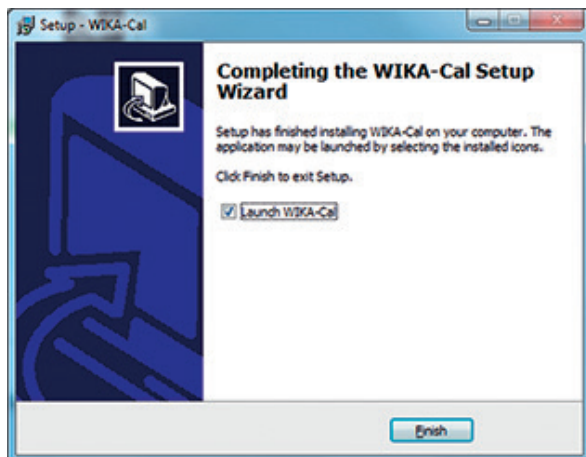 Setup - WIKA-Cal
Completing the WIKA-Cal Setup
Wizard
Setup has finished installing WIKA-Cal on your computer. The
application may be launched by selecting the installed icons.
Click Finish to exit Setup.
Launch WIKA-Cal
Finish